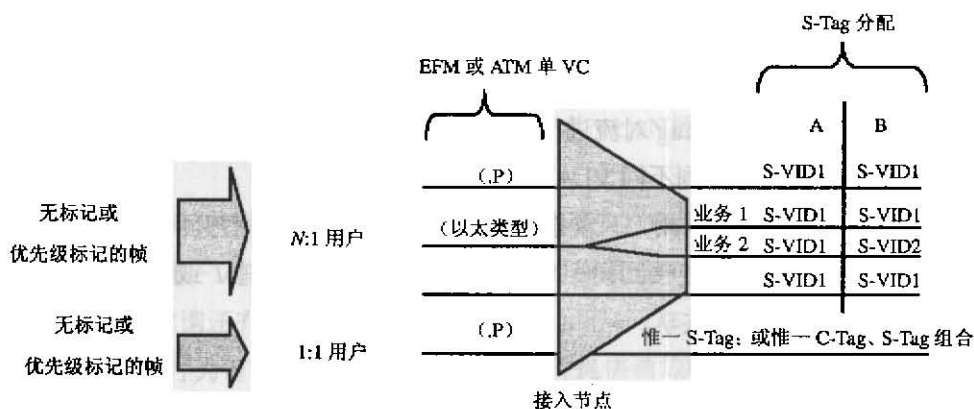 S-Tag 分配
EFM 或 ATM 单 VC
A B
(,P) S-VID1 S-VID1
无标记或
优先级标记的帧
N:1 用户
(以太类型) 业务 1 S-VID1 S-VID1
业务 2 S-VID1 S-VID2
S-VID1 S-VID1
无标记或
优先级标记的帧
1:1 用户
(,P) 惟一 S-Tag；或惟一 C-Tag、S-Tag 组合
接入节点